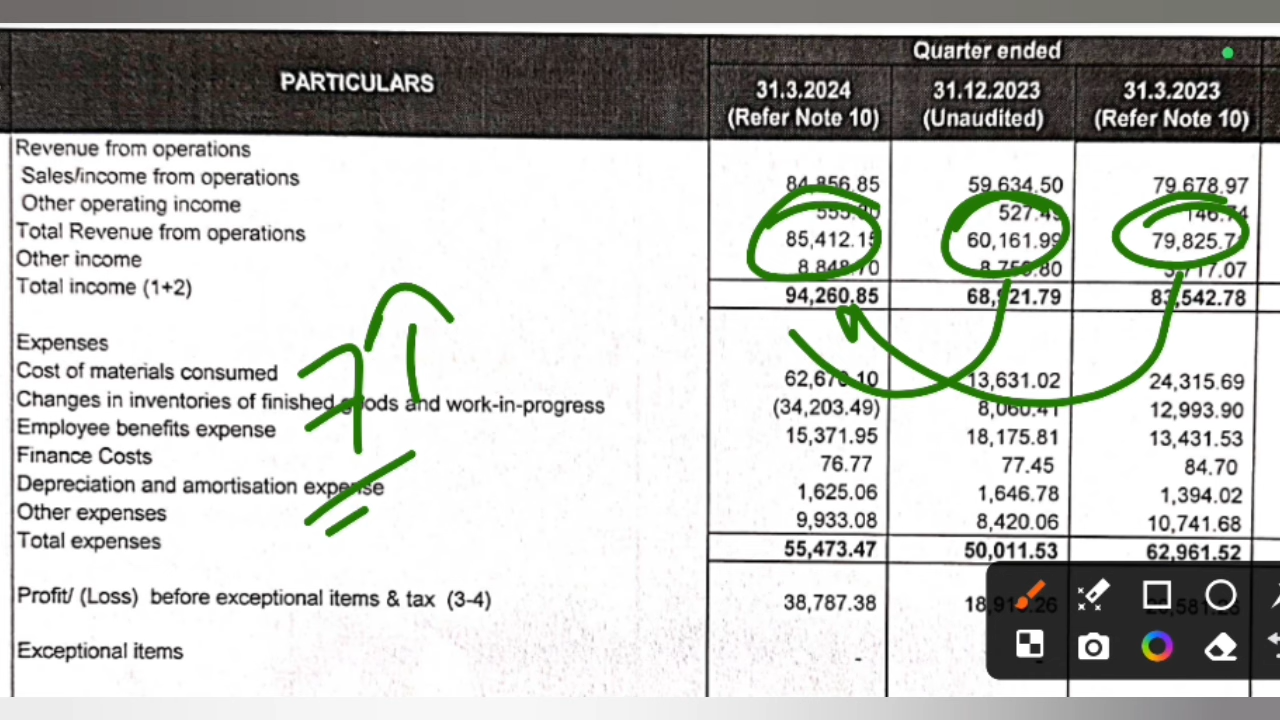 Quarter ended
PARTICULARS 31.3.2024 31.12.2023 31.3.2023
(Refer Note 10) (Unaudited) (Refer Note 10)
Revenue from operations
Sales/income from operations 84,856.85 59,634.50 79,678.97
Other operating income
Total Revenue from operations 85,412.15 60,161.99
Other income
Total income (1+2) 94,260.85
Expenses
Cost of materials consumed 13,631.02 24,315.69
Changes in inventories of finished goods and work-in-progress (34,203.49) 12,993.90
Employee benefits expense 15,371.95 18,175.81 13,431.53
Finance Costs 76.77 77.45 84.70
Depreciation and amortisation expense 1,625.06 1,646.78 1,394.02
Other expenses 9,933.08 8,420.06 10,741.68
Total expenses 55,473.47 50,011.53 62,961.52
Profit/ (Loss) before exceptional items & tax (3-4) 38,787.38
Exceptional items -